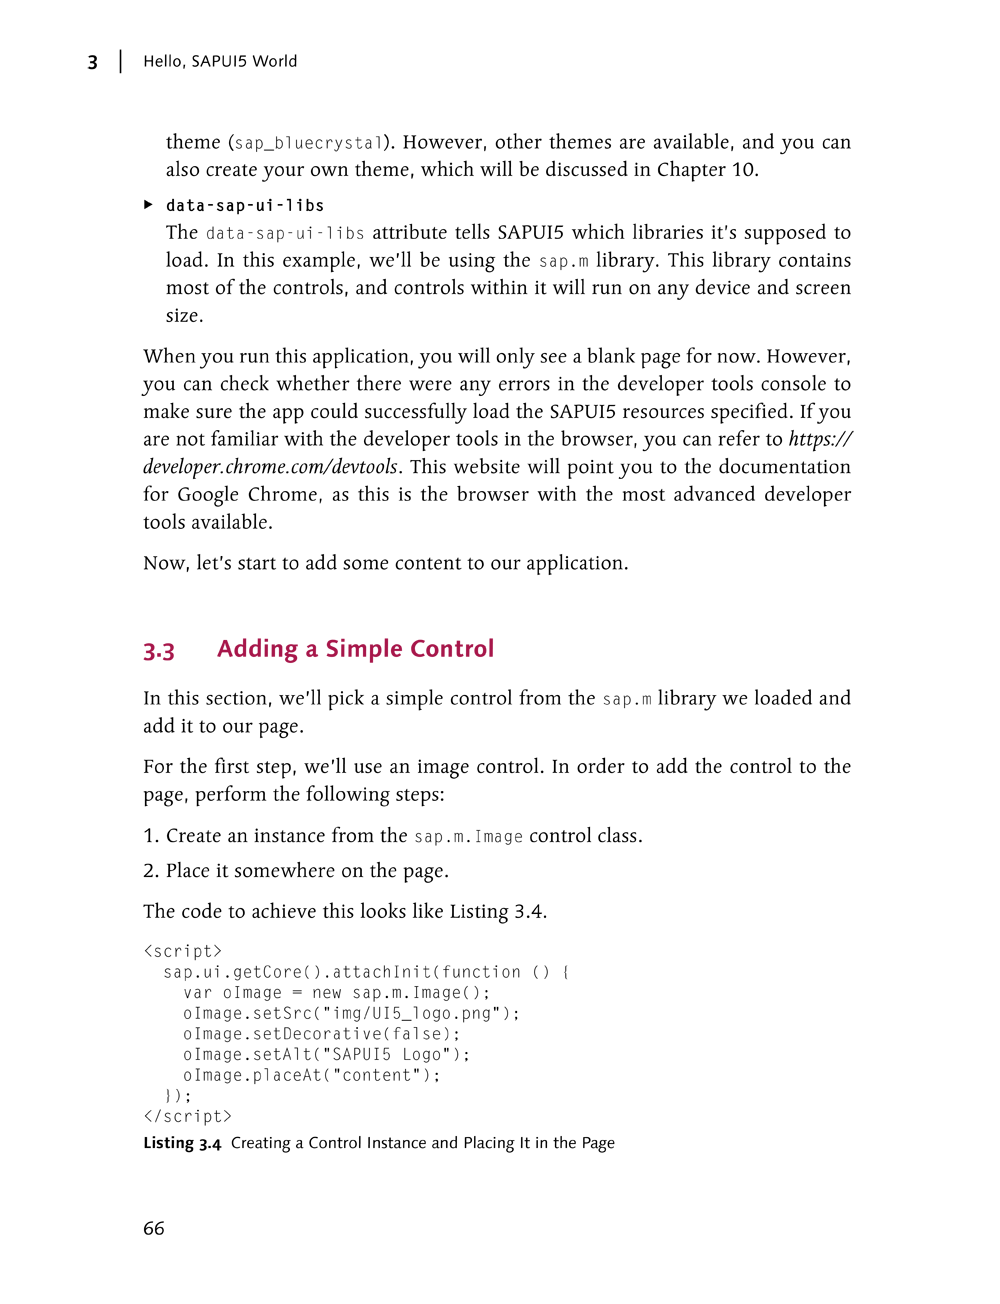 3 | Hello, SAPUI5 World
theme (sap_bluecrystal). However, other themes are available, and you can
also create your own theme, which will be discussed in Chapter 10.
▸ data-sap-ui-libs
The data-sap-ui-libs attribute tells SAPUI5 which libraries it's supposed to
load. In this example, we'll be using the sap.m library. This library contains
most of the controls, and controls within it will run on any device and screen
size.
When you run this application, you will only see a blank page for now. However,
you can check whether there were any errors in the developer tools console to
make sure the app could successfully load the SAPUI5 resources specified. If you
are not familiar with the developer tools in the browser, you can refer to https://
developer.chrome.com/devtools. This website will point you to the documentation
for Google Chrome, as this is the browser with the most advanced developer
tools available.
Now, let's start to add some content to our application.
3.3 Adding a Simple Control
In this section, we'll pick a simple control from the sap.m library we loaded and
add it to our page.
For the first step, we'll use an image control. In order to add the control to the
page, perform the following steps:
1. Create an instance from the sap.m.Image control class.
2. Place it somewhere on the page.
The code to achieve this looks like Listing 3.4.
<script>
  sap.ui.getCore().attachInit(function () {
    var oImage = new sap.m.Image();
    oImage.setSrc("img/UI5_logo.png");
    oImage.setDecorative(false);
    oImage.setAlt("SAPUI5 Logo");
    oImage.placeAt("content");
  });
</script>
Listing 3.4 Creating a Control Instance and Placing It in the Page
66